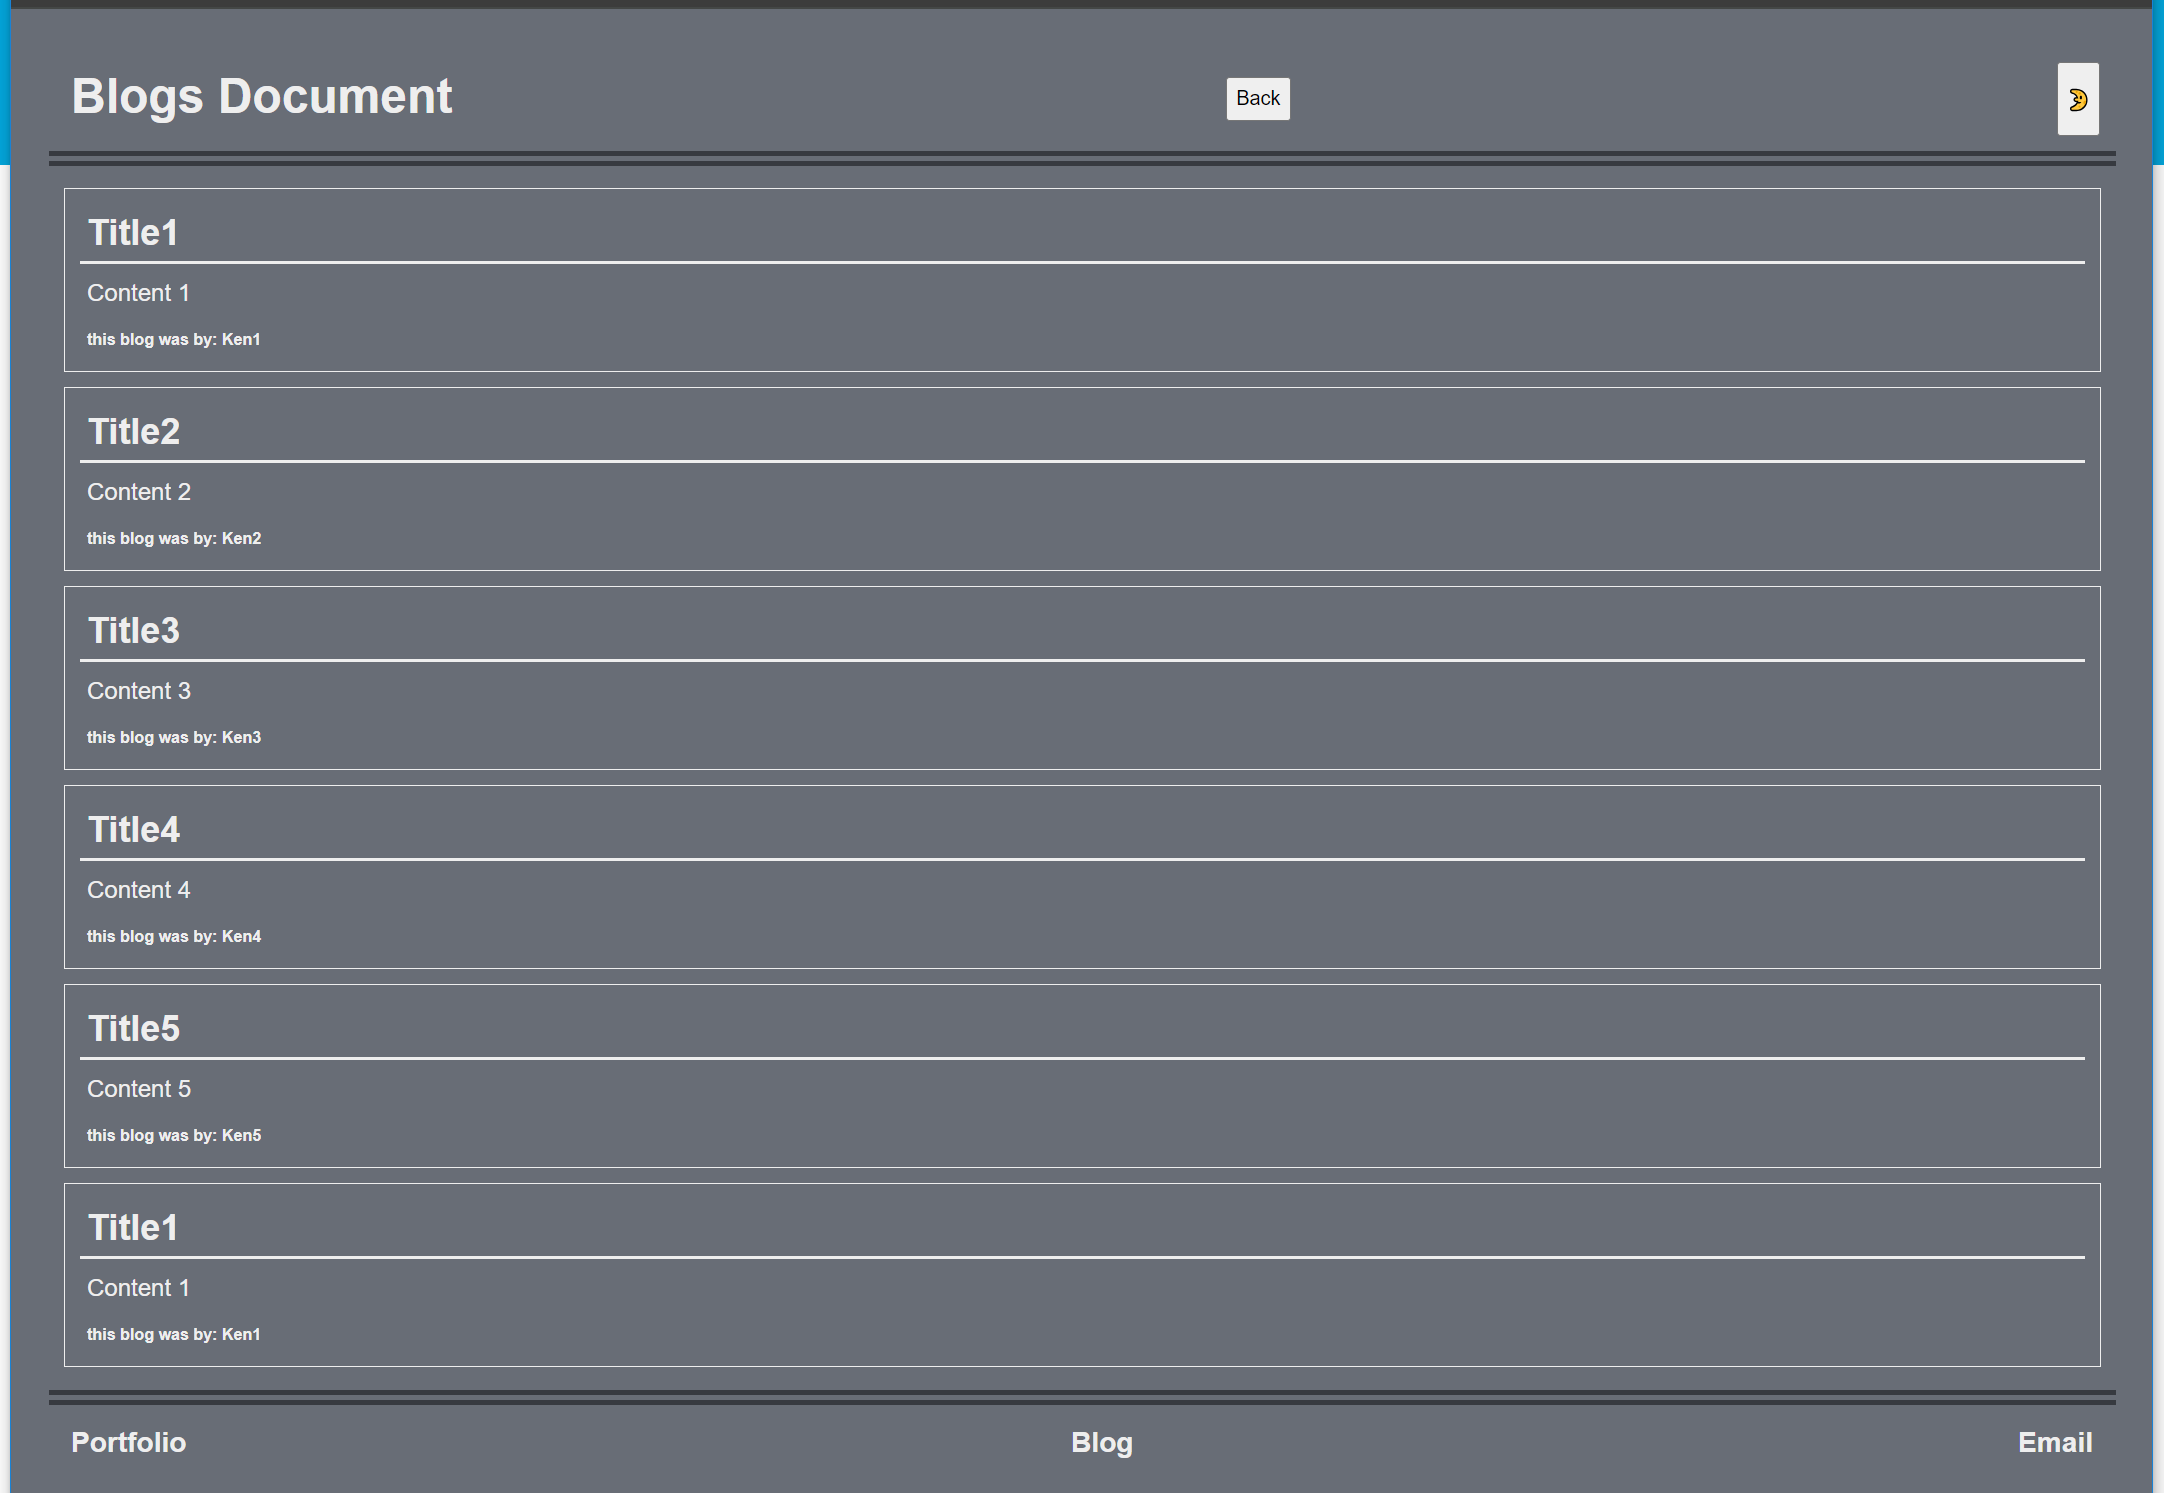 Blogs Document
Back
Title1
Content 1
this blog was by: Ken1
Title2
Content 2
this blog was by: Ken2
Title3
Content 3
this blog was by: Ken3
Title4
Content 4
this blog was by: Ken4
Title5
Content 5
this blog was by: Ken5
Title1
Content 1
this blog was by: Ken1
Portfolio
Blog
Email